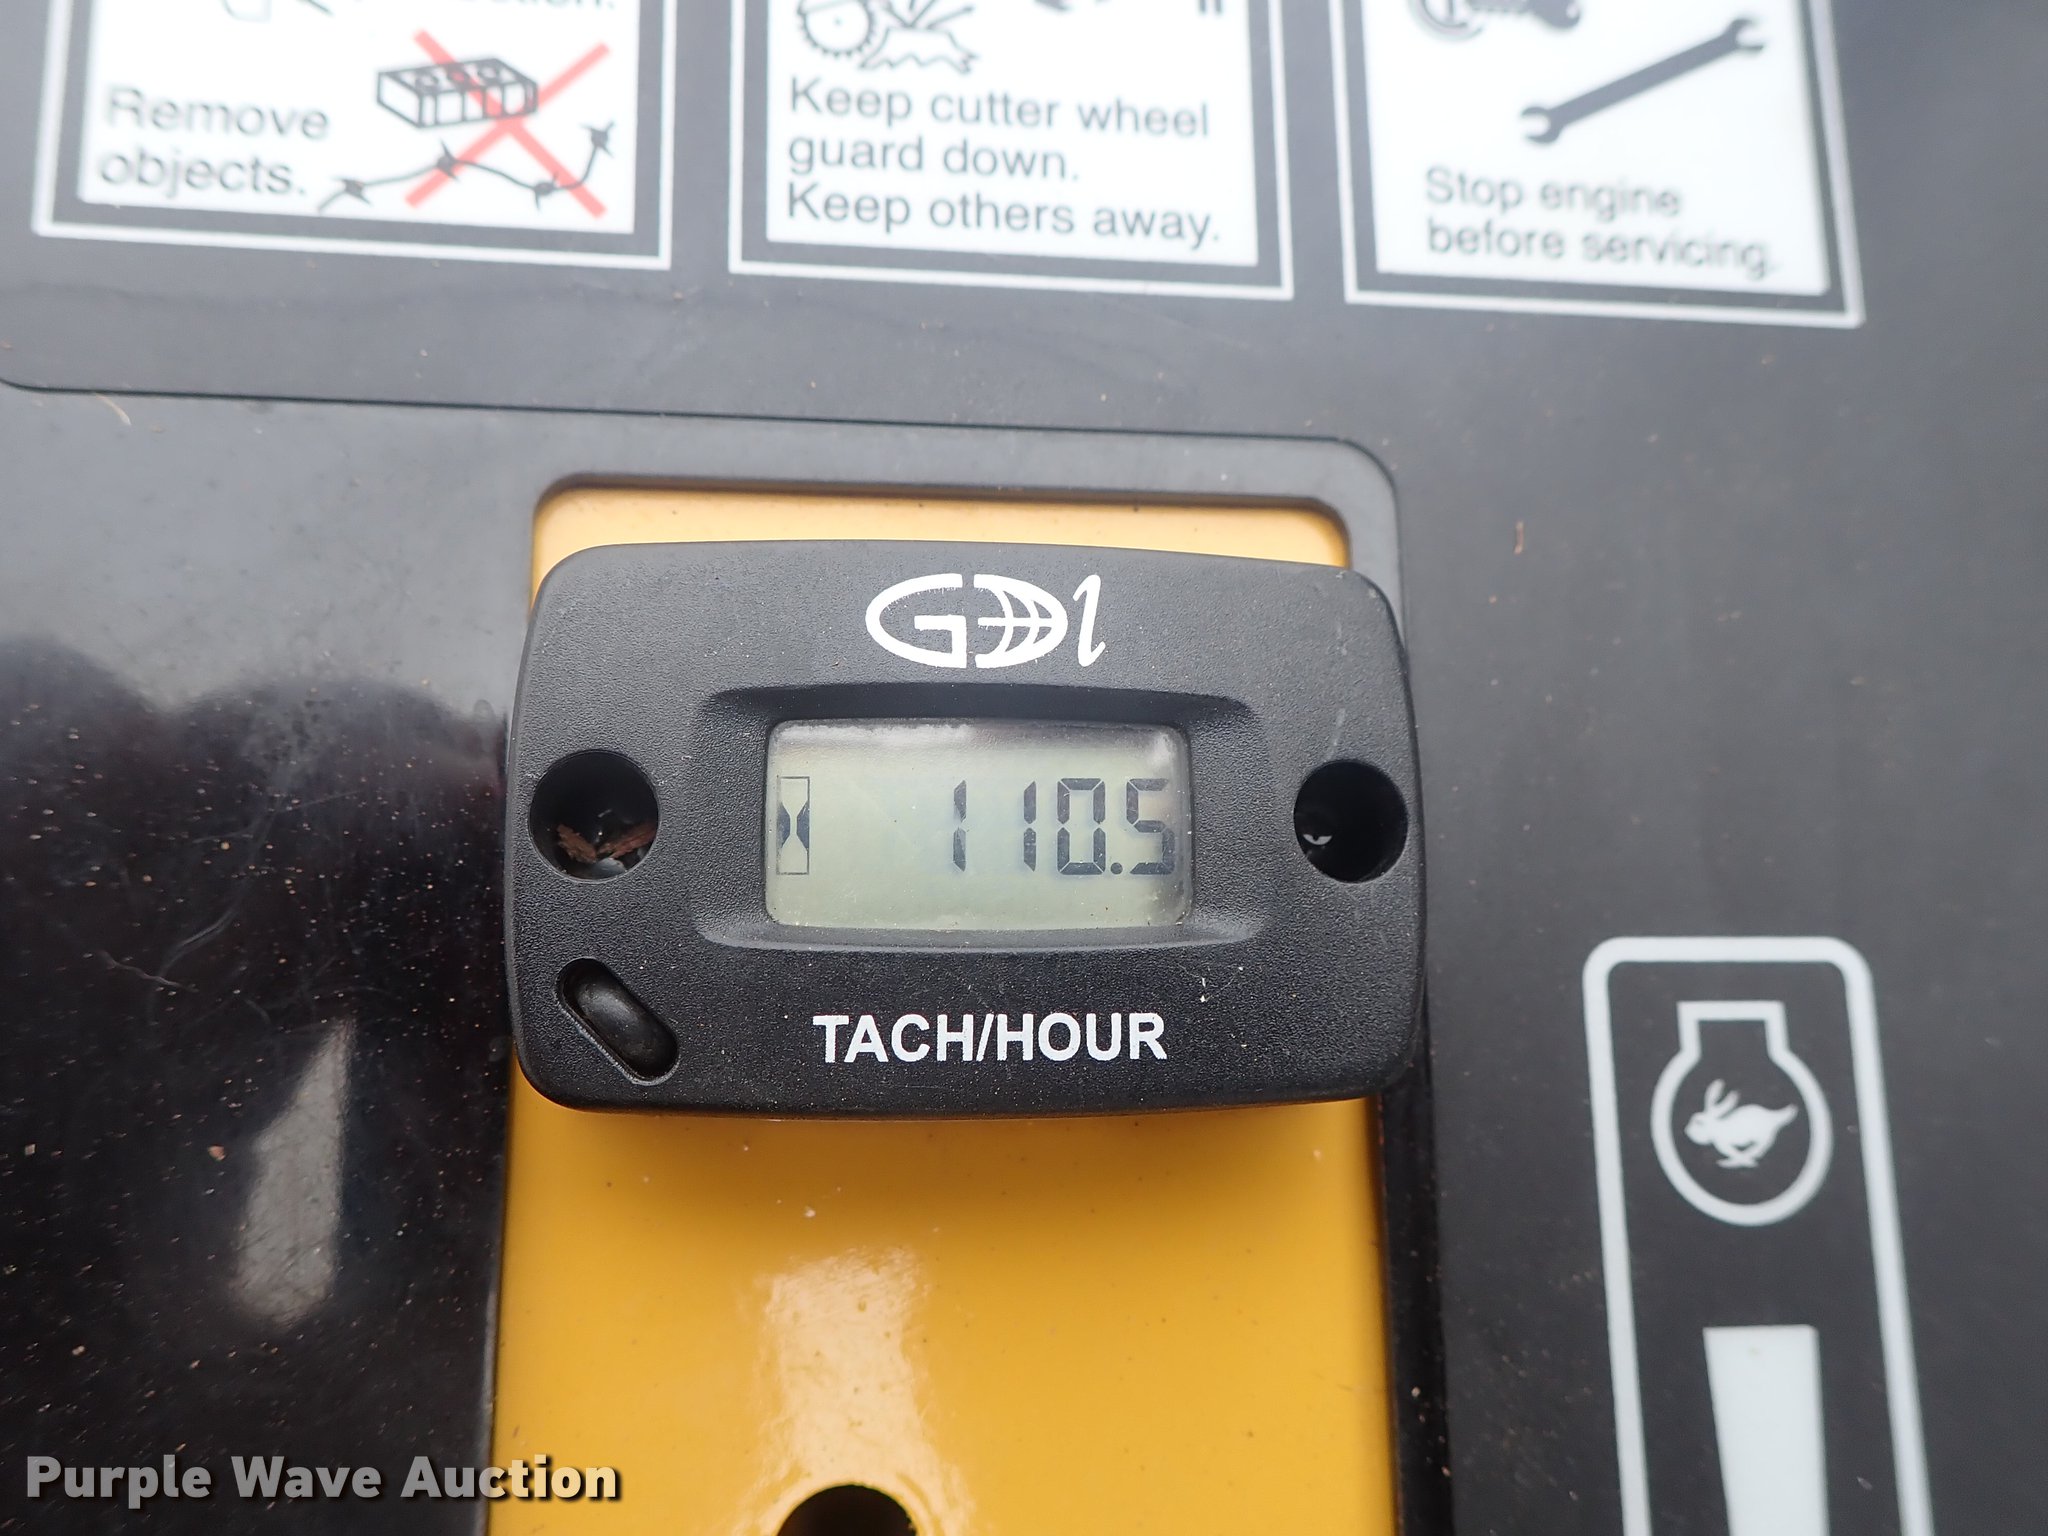 Remove
objects.
Keep cutter wheel
guard down.
Keep others away.
Stop engine
before servicing.
GDI
110.5
TACH/HOUR
Purple Wave Auction